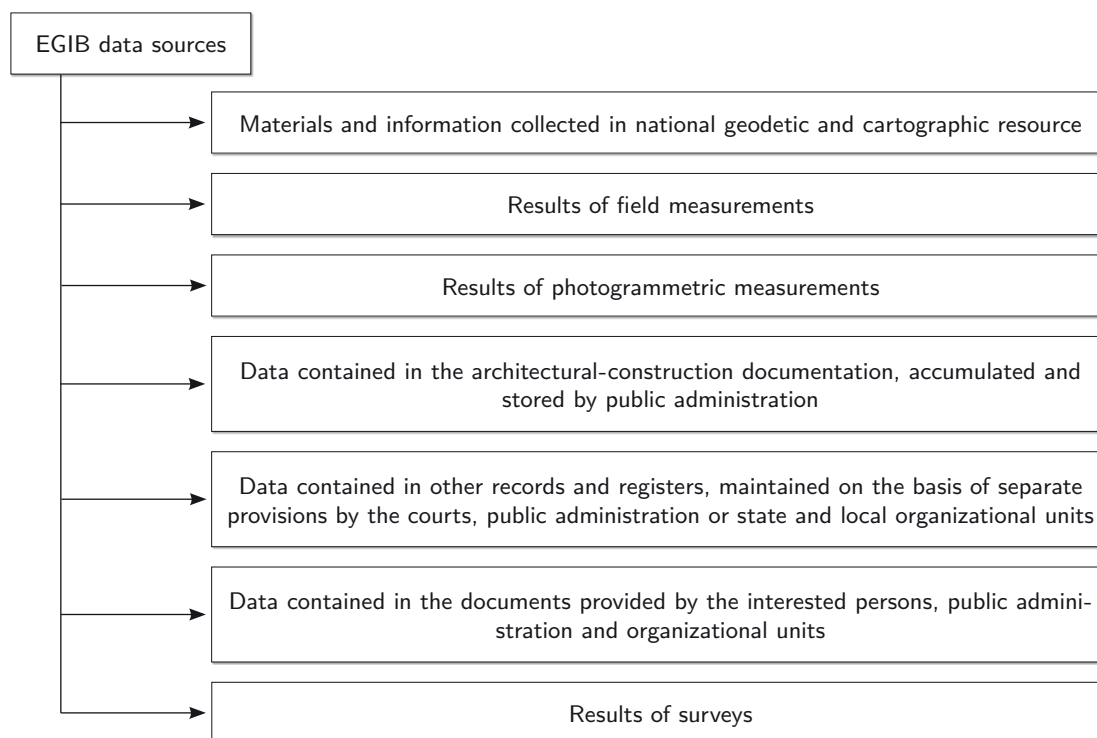 EGIB data sources
Materials and information collected in national geodetic and cartographic resource
Results of field measurements
Results of photogrammetric measurements
Data contained in the architectural-construction documentation, accumulated and
stored by public administration
Data contained in other records and registers, maintained on the basis of separate
provisions by the courts, public administration or state and local organizational units
Data contained in the documents provided by the interested persons, public admini-
stration and organizational units
Results of surveys